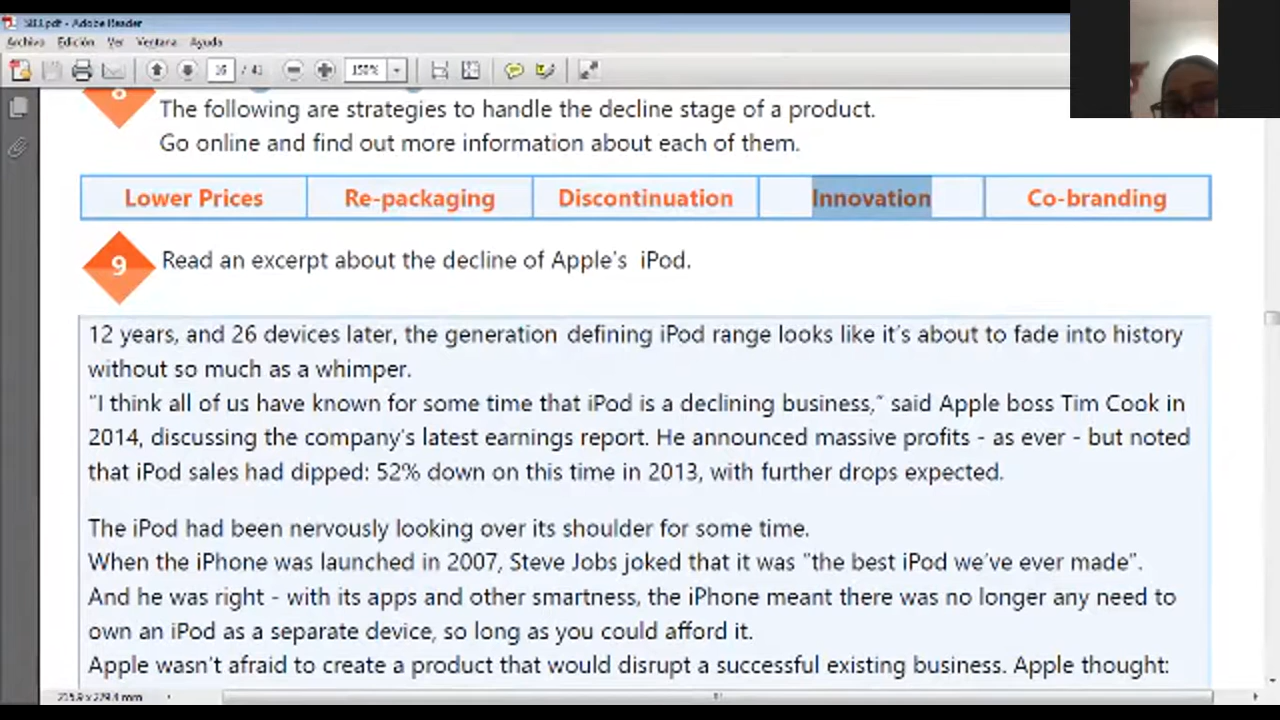 Adobe Reader
Archivo Edición Ver Ventana Ayuda
16 / 41 150%
8
The following are strategies to handle the decline stage of a product.
Go online and find out more information about each of them.
Lower Prices Re-packaging Discontinuation Innovation Co-branding
9 Read an excerpt about the decline of Apple's iPod.
12 years, and 26 devices later, the generation defining iPod range looks like it's about to fade into history
without so much as a whimper.
"I think all of us have known for some time that iPod is a declining business," said Apple boss Tim Cook in
2014, discussing the company's latest earnings report. He announced massive profits - as ever - but noted
that iPod sales had dipped: 52% down on this time in 2013, with further drops expected.
The iPod had been nervously looking over its shoulder for some time.
When the iPhone was launched in 2007, Steve Jobs joked that it was "the best iPod we've ever made".
And he was right - with its apps and other smartness, the iPhone meant there was no longer any need to
own an iPod as a separate device, so long as you could afford it.
Apple wasn't afraid to create a product that would disrupt a successful existing business. Apple thought: